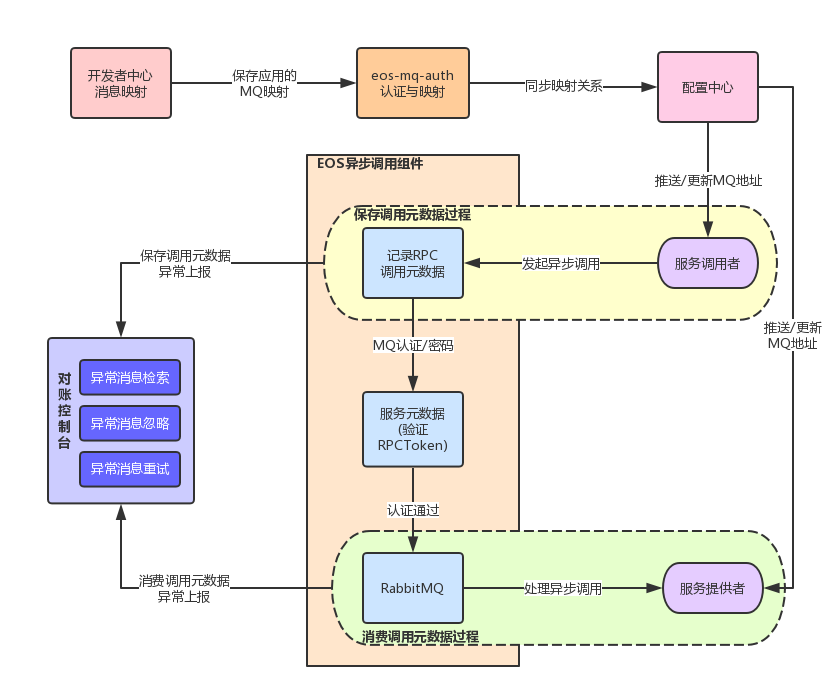 开发者中心
消息映射
保存应用的
MQ映射
eos-mq-auth
认证与映射
同步映射关系
配置中心
推送/更新MQ地址
EOS异步调用组件
保存调用元数据过程
记录RPC
调用元数据
发起异步调用
服务调用者
保存调用元数据
异常上报
推送/更新
MQ地址
MQ认证/密码
对账控制台
异常消息检索
异常消息忽略
异常消息重试
服务元数据
(验证
RPCToken)
认证通过
消费调用元数据
异常上报
RabbitMQ
处理异步调用
服务提供者
消费调用元数据过程